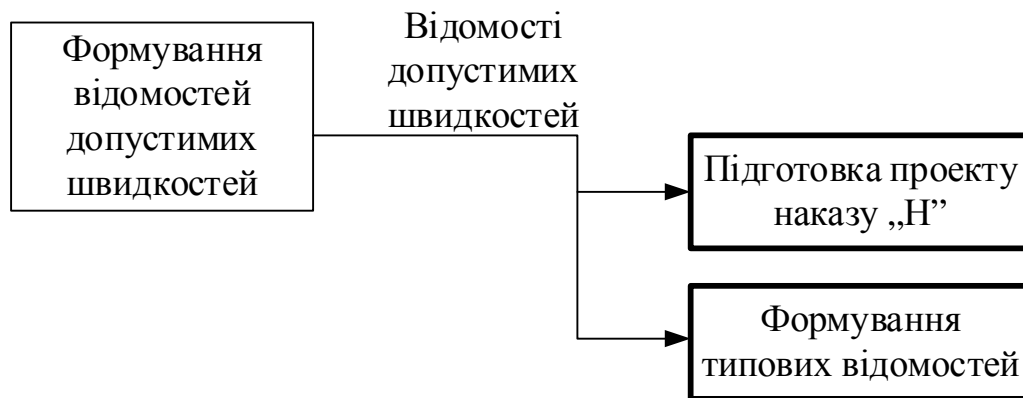 Формування
відомостей
допустимих
швидкостей
Відомості
допустимих
швидкостей
Підготовка проекту
наказу „Н”
Формування
типових відомостей